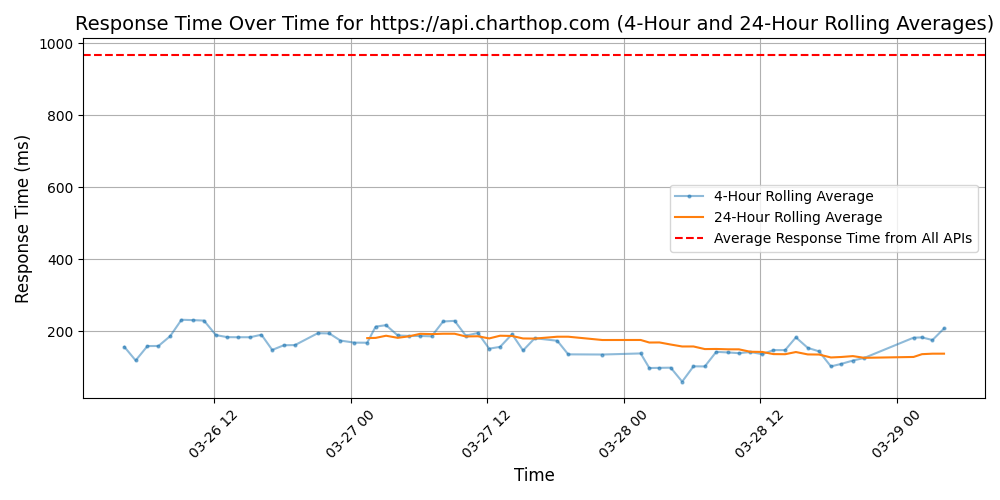 Response Time Over Time for https://api.charthop.com (4-Hour and 24-Hour Rolling Averages)
Response Time (ms)
1000
800
600
400
200
4-Hour Rolling Average
24-Hour Rolling Average
Average Response Time from All APIs
03-26 12
03-27 00
03-27 12
03-28 00
03-28 12
03-29 00
Time